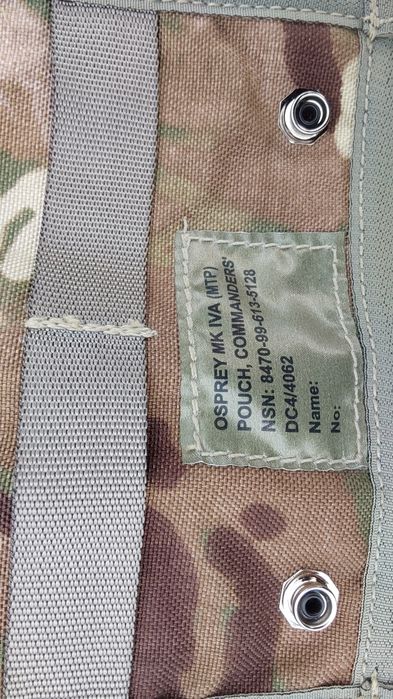 OSPREY MK IVA (MTP)
POUCH, COMMANDERS'
NSN: 8470-99-613-5128
DC4/4062
Name:
No: